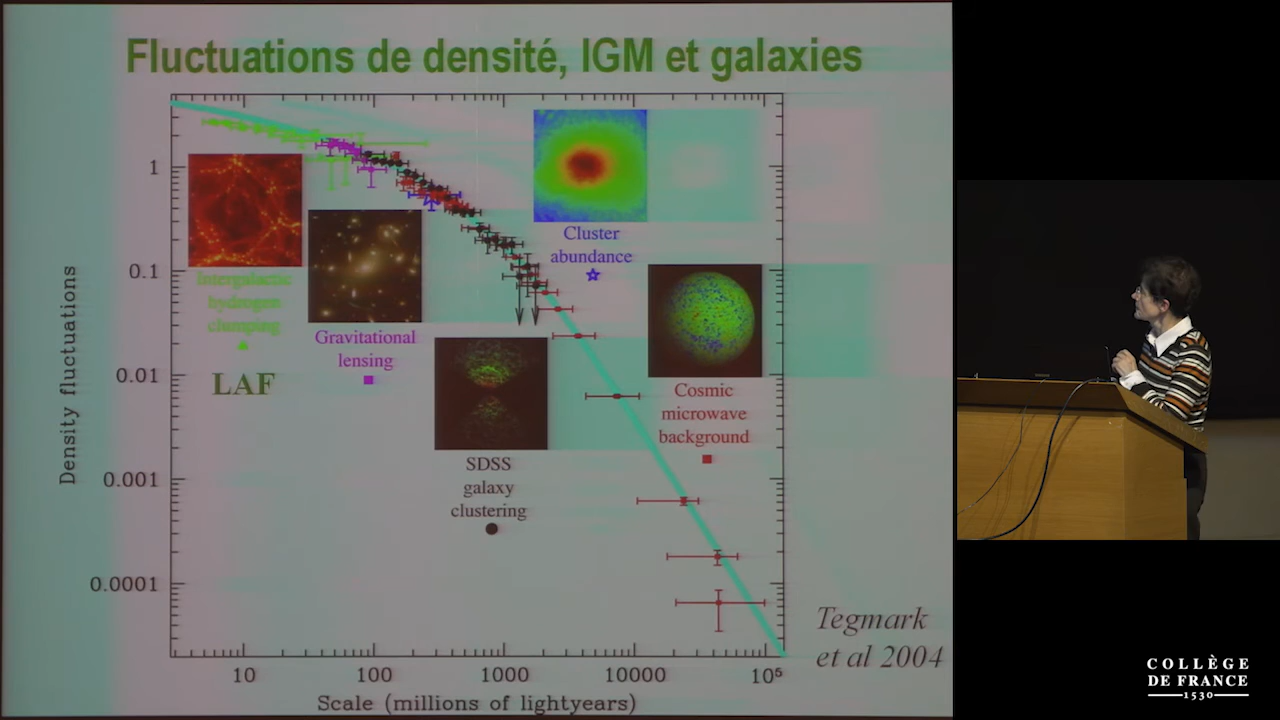 Fluctuations de densité, IGM et galaxies
Density fluctuations
1
0.1
0.01
0.001
0.0001
10
100
1000
10000
10⁵
Scale (millions of lightyears)
Intergalactic
hydrogen
clumping
LAF
Gravitational
lensing
SDSS
galaxy
clustering
Cluster
abundance
Cosmic
microwave
background
Tegmark
et al 2004
COLLÈGE
DE FRANCE
1530